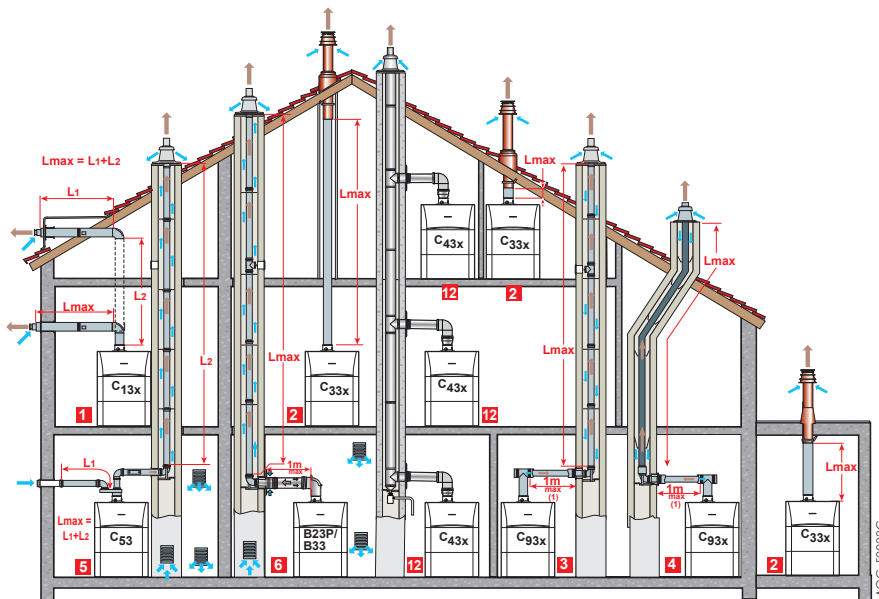 Lmax = L1+L2
L1
Lmax
L2
C13x
1
L2
Lmax
Lmax
C33x
2
C43x
12
Lmax
C33x
2
C43x
12
Lmax
Lmax
L1
Lmax =
L1+L2
C53
5
1m
max
B23P/
B33
6
C43x
12
1m
max
(1)
C93x
3
1m
max
(1)
C93x
4
Lmax
C33x
2